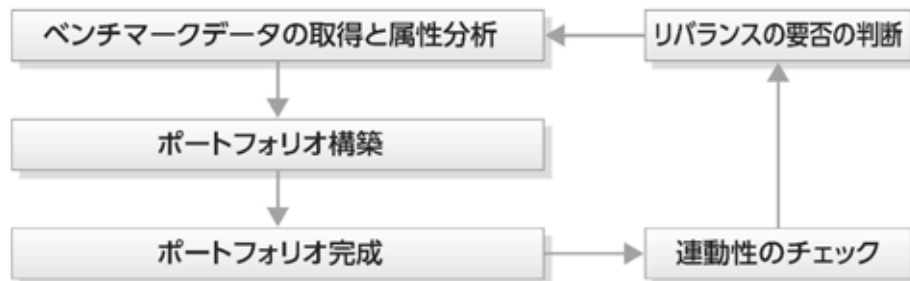 ベンチマークデータの取得と属性分析
リバランスの要否の判断
ポートフォリオ構築
ポートフォリオ完成
連動性のチェック